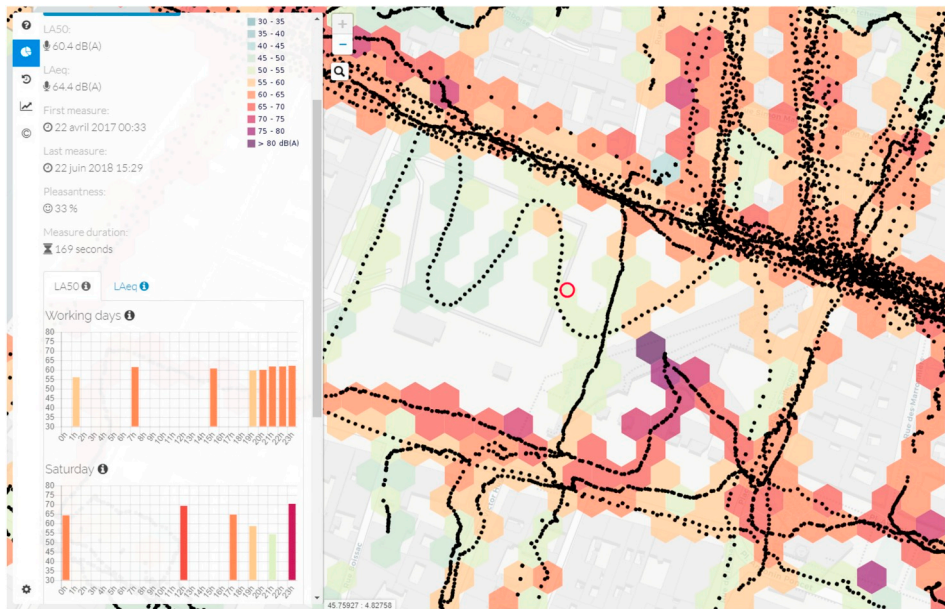 LA50:
60.4 dB(A)
LAeq:
64.4 dB(A)
First measure:
22 avril 2017 00:33
Last measure:
22 juin 2018 15:29
Pleasantness:
33 %
Measure duration:
169 seconds
30 - 35
35 - 40
40 - 45
45 - 50
50 - 55
55 - 60
60 - 65
65 - 70
70 - 75
75 - 80
> 80 dB(A)
LA50 LAeq
Working days
80
75
70
65
60
55
50
45
40
35
30
0h 1h 2h 3h 4h 5h 6h 7h 8h 9h 10h 11h 12h 13h 14h 15h 16h 17h 18h 19h 20h 21h 22h 23h
Saturday
80
75
70
65
60
55
50
45
40
35
30
0h 1h 2h 3h 4h 5h 6h 7h 8h 9h 10h 11h 12h 13h 14h 15h 16h 17h 18h 19h 20h 21h 22h 23h
+
−
45.75927 : 4.82758